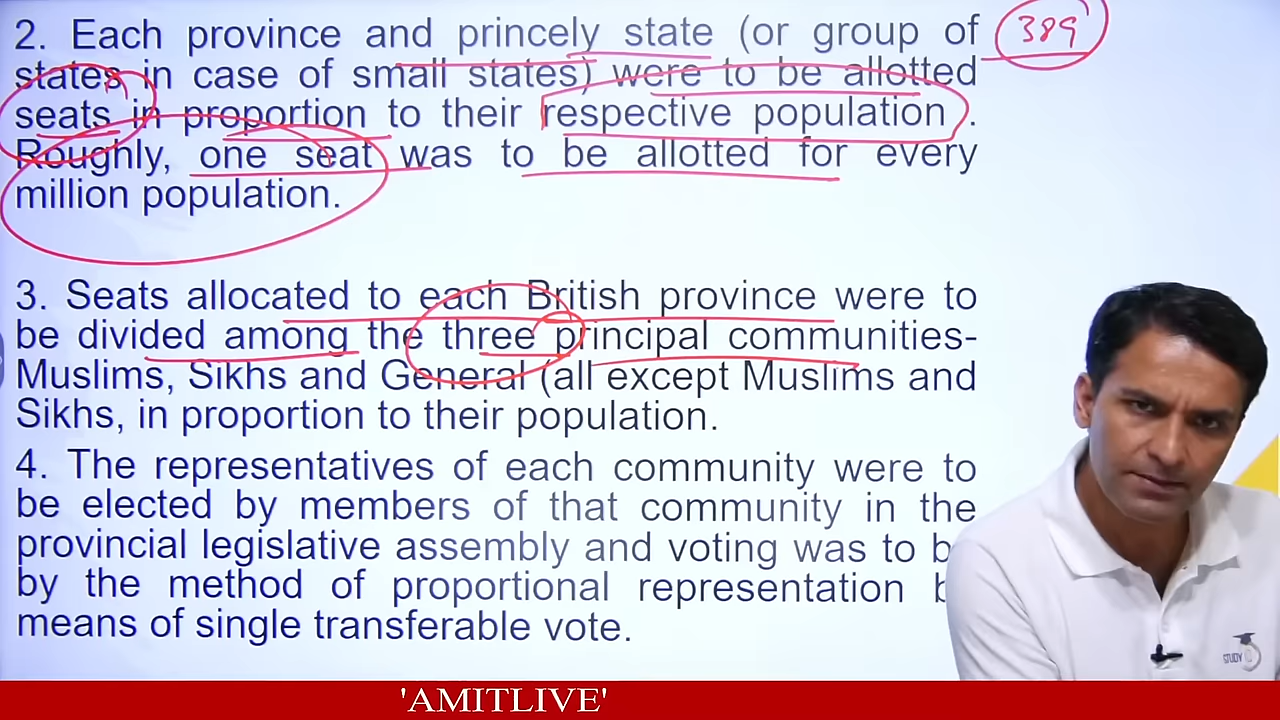 2. Each province and princely state (or group of
389
states in case of small states) were to be allotted
seats in proportion to their respective population .
Roughly, one seat was to be allotted for every
million population.
3. Seats allocated to each British province were to
be divided among the three principal communities-
Muslims, Sikhs and General (all except Muslims and
Sikhs, in proportion to their population.
4. The representatives of each community were to
be elected by members of that community in the
provincial legislative assembly and voting was to b
by the method of proportional representation b
means of single transferable vote.
STUDY
'AMITLIVE'